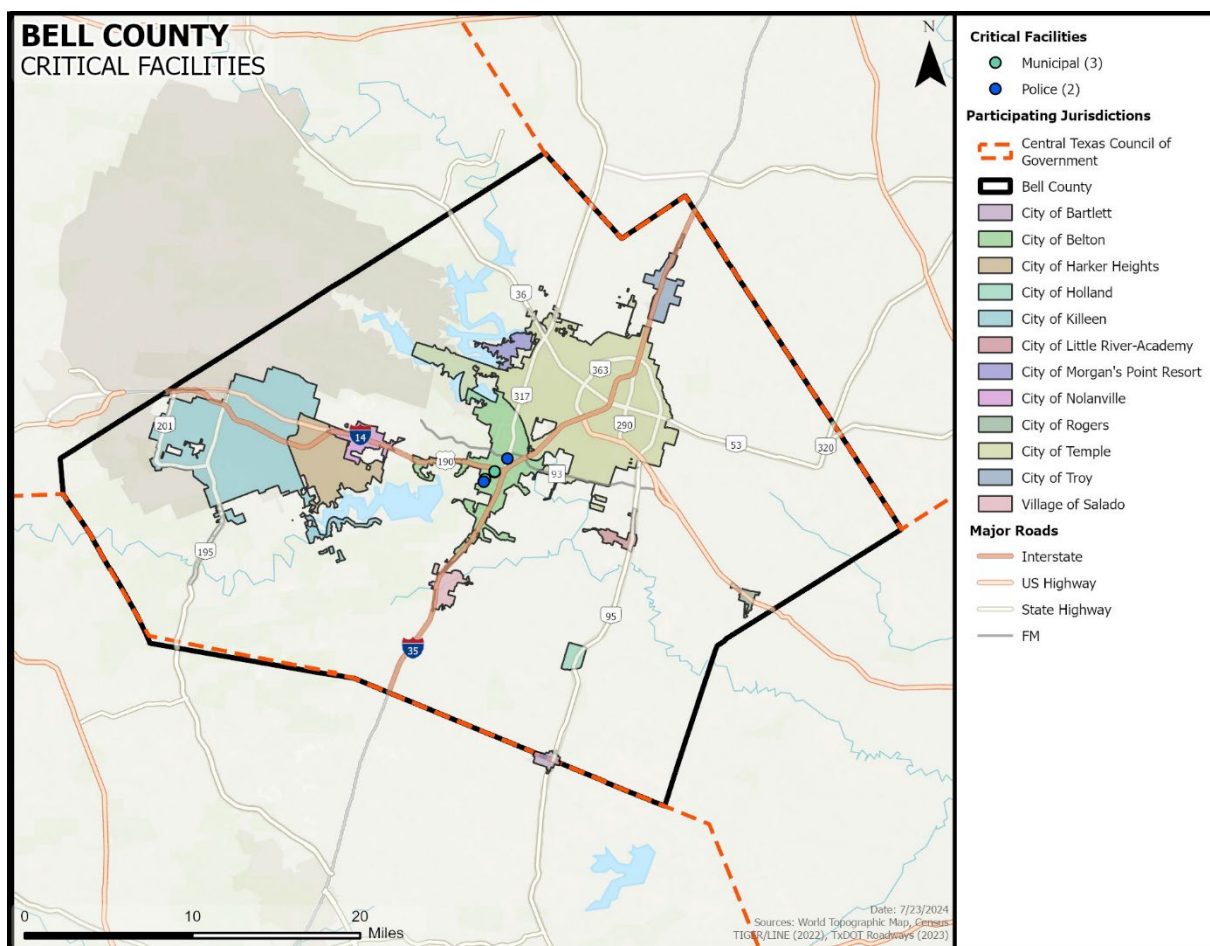 BELL COUNTY
CRITICAL FACILITIES
N
36
363
317
201
14
290
190
53
320
93
195
95
35
0 10 20
Miles
Date: 7/23/2024
Sources: World Topographic Map, Census
TIGER/LINE (2022), TxDOT Roadways (2023)
Critical Facilities
Municipal (3)
Police (2)
Participating Jurisdictions
Central Texas Council of
Government
Bell County
City of Bartlett
City of Belton
City of Harker Heights
City of Holland
City of Killeen
City of Little River-Academy
City of Morgan's Point Resort
City of Nolanville
City of Rogers
City of Temple
City of Troy
Village of Salado
Major Roads
Interstate
US Highway
State Highway
FM